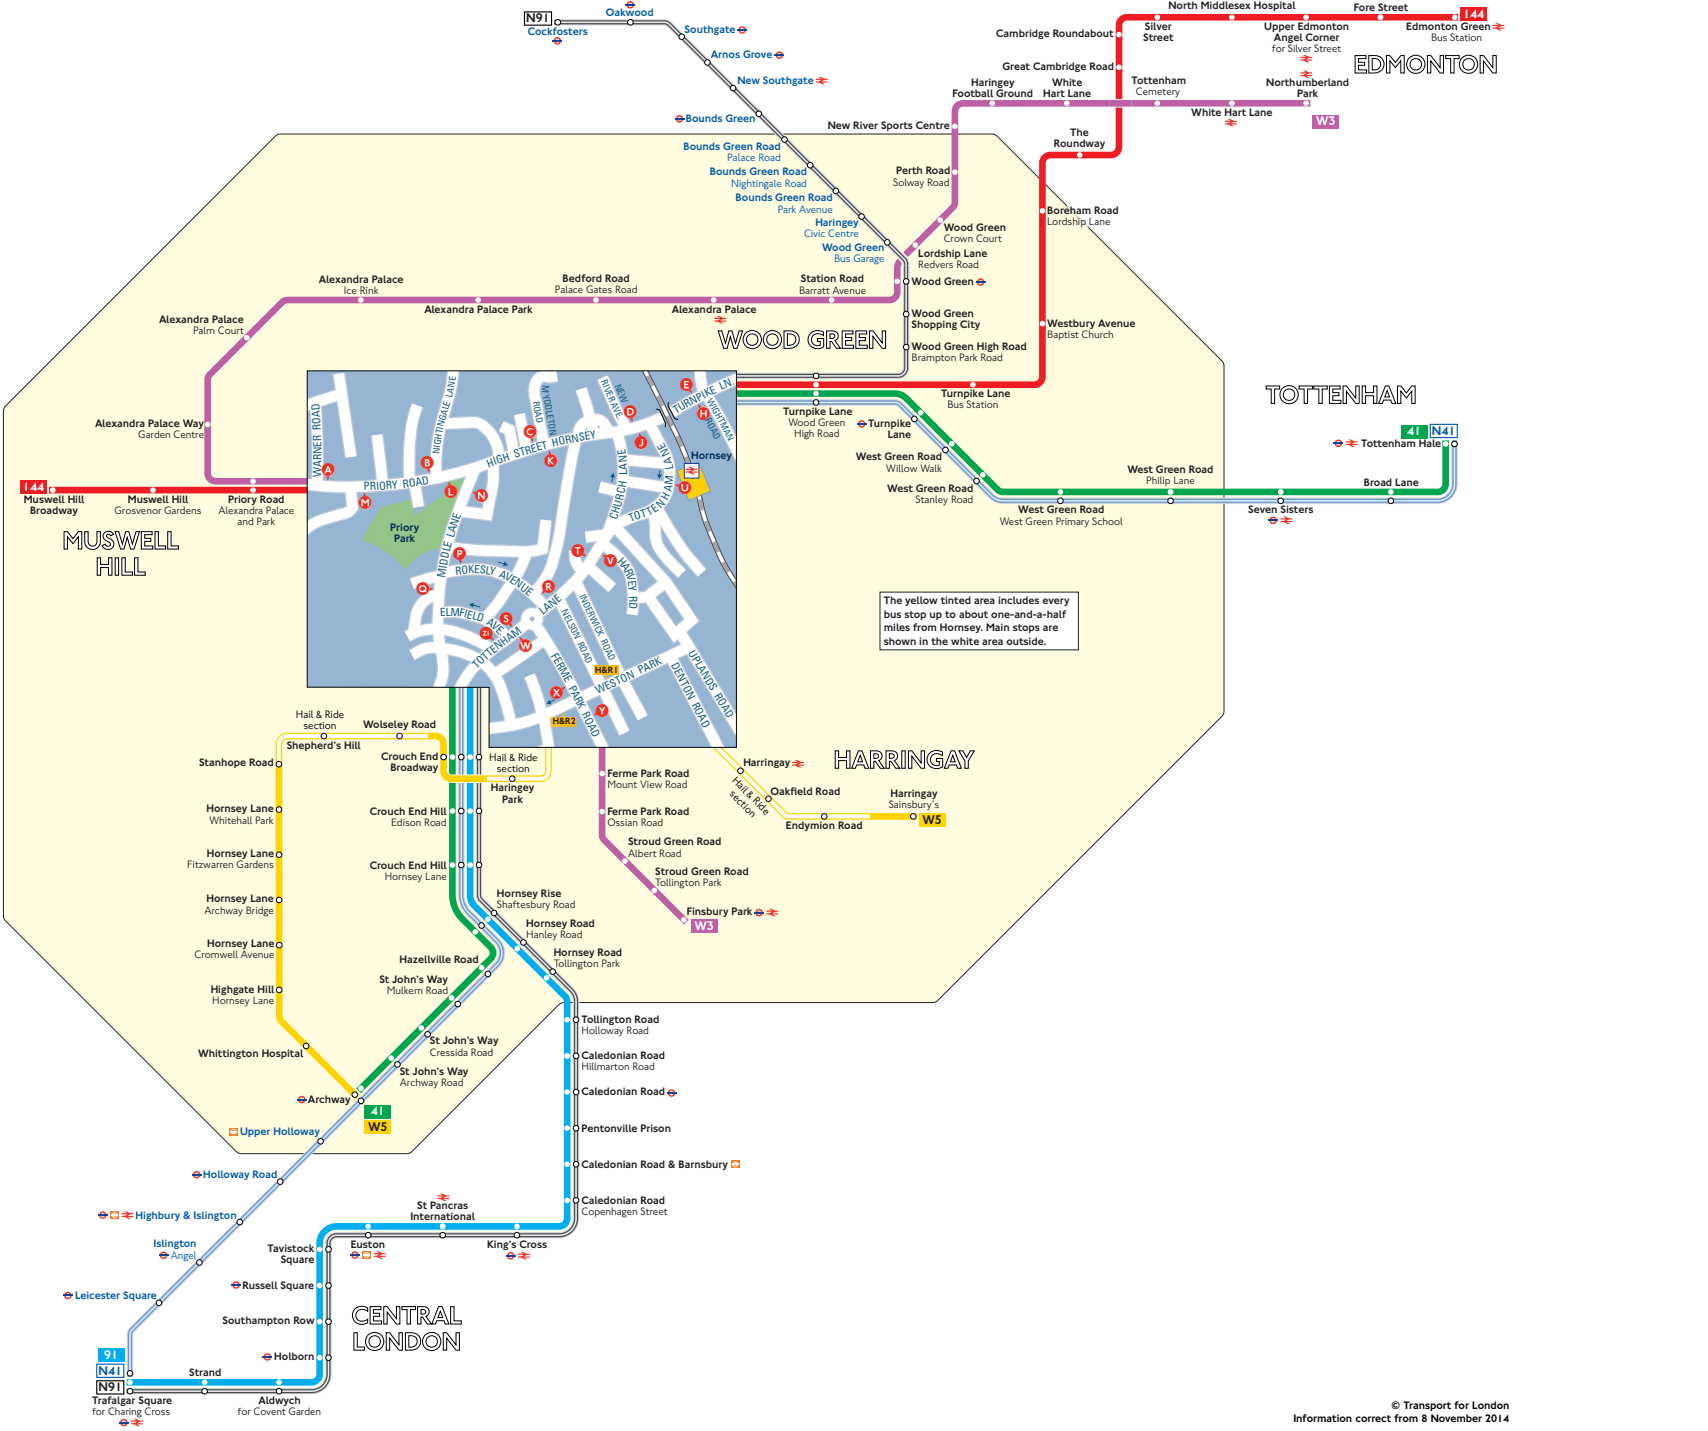 N91
Cockfosters
Oakwood
Southgate
Arnos Grove
New Southgate
Bounds Green
Bounds Green Road
Palace Road
Bounds Green Road
Nightingale Road
Bounds Green Road
Park Avenue
Haringey
Civic Centre
Wood Green
Bus Garage
North Middlesex Hospital
Fore Street
144
Cambridge Roundabout
Silver
Street
Upper Edmonton
Angel Corner
for Silver Street
Edmonton Green
Bus Station
EDMONTON
Great Cambridge Road
Haringey
Football Ground
White
Hart Lane
Tottenham
Cemetery
Northumberland
Park
White Hart Lane
W3
New River Sports Centre
The
Roundway
Perth Road
Solway Road
Boreham Road
Lordship Lane
Wood Green
Crown Court
Lordship Lane
Redvers Road
Alexandra Palace
Ice Rink
Bedford Road
Palace Gates Road
Station Road
Barratt Avenue
Wood Green
Alexandra Palace Park
Alexandra Palace
Alexandra Palace
Palm Court
Wood Green
Shopping City
Westbury Avenue
Baptist Church
WOOD GREEN
Wood Green High Road
Brampton Park Road
Turnpike Lane
Bus Station
TOTTENHAM
Turnpike Lane
Wood Green
High Road
Turnpike
Lane
41
N41
Tottenham Hale
West Green Road
Willow Walk
West Green Road
Philip Lane
Broad Lane
West Green Road
Stanley Road
West Green Road
West Green Primary School
Seven Sisters
Alexandra Palace Way
Garden Centre
144
Muswell Hill
Broadway
Muswell Hill
Grosvenor Gardens
Priory Road
Alexandra Palace
and Park
MUSWELL
HILL
WARNER ROAD
NIGHTINGALE LANE
MYDDLETON
ROAD
NEW
RIVER AVE
TURNPIKE LN.
WIGHTMAN
ROAD
HIGH STREET HORNSEY
PRIORY ROAD
CHURCH LANE
TOTTENHAM LANE
Hornsey
Priory
Park
MIDDLE LANE
ROKESLY AVENUE
ELMFIELD AVE
TOTTENHAM LANE
HARVEY RD
INDERWICK ROAD
NELSON ROAD
FERME PARK ROAD
WESTON PARK
DENTON ROAD
UPLANDS ROAD
H&R1
H&R2
A
B
C
D
E
H
J
K
L
M
N
P
Q
R
S
T
U
V
W
X
Y
Z1
The yellow tinted area includes every
bus stop up to about one-and-a-half
miles from Hornsey. Main stops are
shown in the white area outside.
Hail & Ride
section
Shepherd's Hill
Wolseley Road
Stanhope Road
Crouch End
Broadway
Hail & Ride
section
Haringey
Park
Hornsey Lane
Whitehall Park
Crouch End Hill
Edison Road
Hornsey Lane
Fitzwarren Gardens
Crouch End Hill
Hornsey Lane
Hornsey Lane
Archway Bridge
Hornsey Lane
Cromwell Avenue
Highgate Hill
Hornsey Lane
Whittington Hospital
Ferme Park Road
Mount View Road
Ferme Park Road
Ossian Road
Stroud Green Road
Albert Road
Stroud Green Road
Tollington Park
Finsbury Park
W3
HARRINGAY
Harringay
Hail & Ride
section
Oakfield Road
Endymion Road
Harringay
Sainsbury's
W5
Hornsey Rise
Shaftesbury Road
Hornsey Road
Hanley Road
Hornsey Road
Tollington Park
Hazellville Road
St John's Way
Mulkern Road
St John's Way
Cressida Road
St John's Way
Archway Road
Archway
41
W5
Upper Holloway
Holloway Road
Highbury & Islington
Islington
Angel
Leicester Square
Tollington Road
Holloway Road
Caledonian Road
Hillmarton Road
Caledonian Road
Pentonville Prison
Caledonian Road & Barnsbury
Caledonian Road
Copenhagen Street
St Pancras
International
Euston
King's Cross
Tavistock
Square
Russell Square
Southampton Row
Holborn
CENTRAL
LONDON
91
N41
N91
Trafalgar Square
for Charing Cross
Strand
Aldwych
for Covent Garden
© Transport for London
Information correct from 8 November 2014